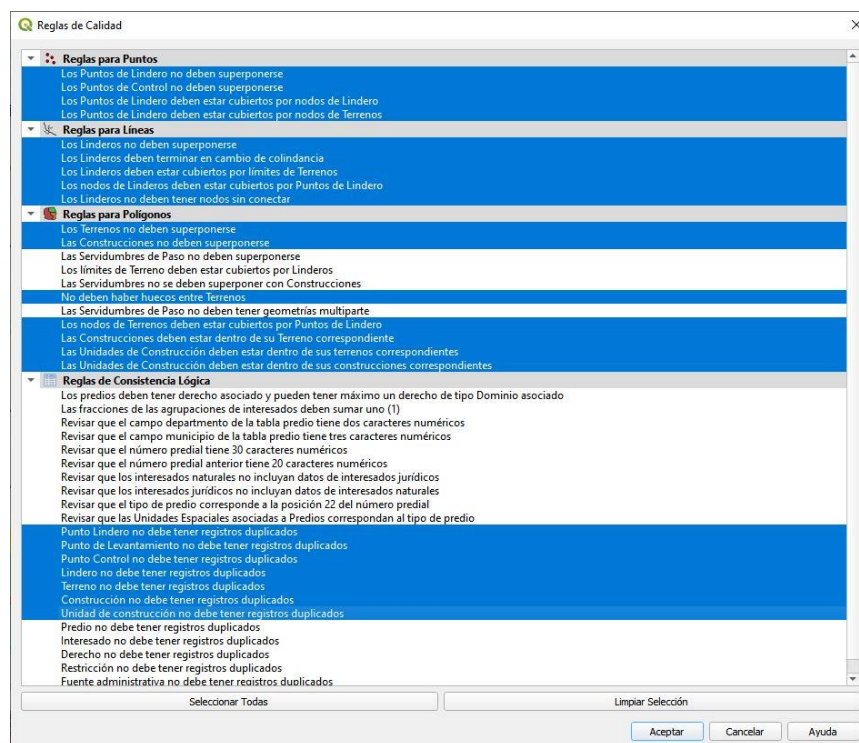 Reglas de Calidad
Reglas para Puntos
Los Puntos de Lindero no deben superponerse
Los Puntos de Control no deben superponerse
Los Puntos de Lindero deben estar cubiertos por nodos de Lindero
Los Puntos de Lindero deben estar cubiertos por nodos de Terrenos
Reglas para Líneas
Los Linderos no deben superponerse
Los Linderos deben terminar en cambio de colindancia
Los Linderos deben estar cubiertos por límites de Terrenos
Los nodos de Linderos deben estar cubiertos por Puntos de Lindero
Los Linderos no deben tener nodos sin conectar
Reglas para Polígonos
Los Terrenos no deben superponerse
Las Construcciones no deben superponerse
Las Servidumbres de Paso no deben superponerse
Los límites de Terreno deben estar cubiertos por Linderos
Las Servidumbres no se deben superponer con Construcciones
No deben haber huecos entre Terrenos
Las Servidumbres de Paso no deben tener geometrías multiparte
Los nodos de Terrenos deben estar cubiertos por Puntos de Lindero
Las Construcciones deben estar dentro de su Terreno correspondiente
Las Unidades de Construcción deben estar dentro de sus terrenos correspondientes
Las Unidades de Construcción deben estar dentro de sus construcciones correspondientes
Reglas de Consistencia Lógica
Los predios deben tener derecho asociado y pueden tener máximo un derecho de tipo Dominio asociado
Las fracciones de las agrupaciones de interesados deben sumar uno (1)
Revisar que el campo departmento de la tabla predio tiene dos caracteres numéricos
Revisar que el campo municipio de la tabla predio tiene tres caracteres numéricos
Revisar que el número predial tiene 30 caracteres numéricos
Revisar que el número predial anterior tiene 20 caracteres numéricos
Revisar que los interesados naturales no incluyan datos de interesados jurídicos
Revisar que los interesados jurídicos no incluyan datos de interesados naturales
Revisar que el tipo de predio corresponde a la posición 22 del número predial
Revisar que las Unidades Espaciales asociadas a Predios correspondan al tipo de predio
Punto Lindero no debe tener registros duplicados
Punto de Levantamiento no debe tener registros duplicados
Punto Control no debe tener registros duplicados
Lindero no debe tener registros duplicados
Terreno no debe tener registros duplicados
Construcción no debe tener registros duplicados
Unidad de construcción no debe tener registros duplicados
Predio no debe tener registros duplicados
Interesado no debe tener registros duplicados
Derecho no debe tener registros duplicados
Restricción no debe tener registros duplicados
Fuente administrativa no debe tener registros duplicados
Seleccionar Todas
Limpiar Selección
Aceptar
Cancelar
Ayuda